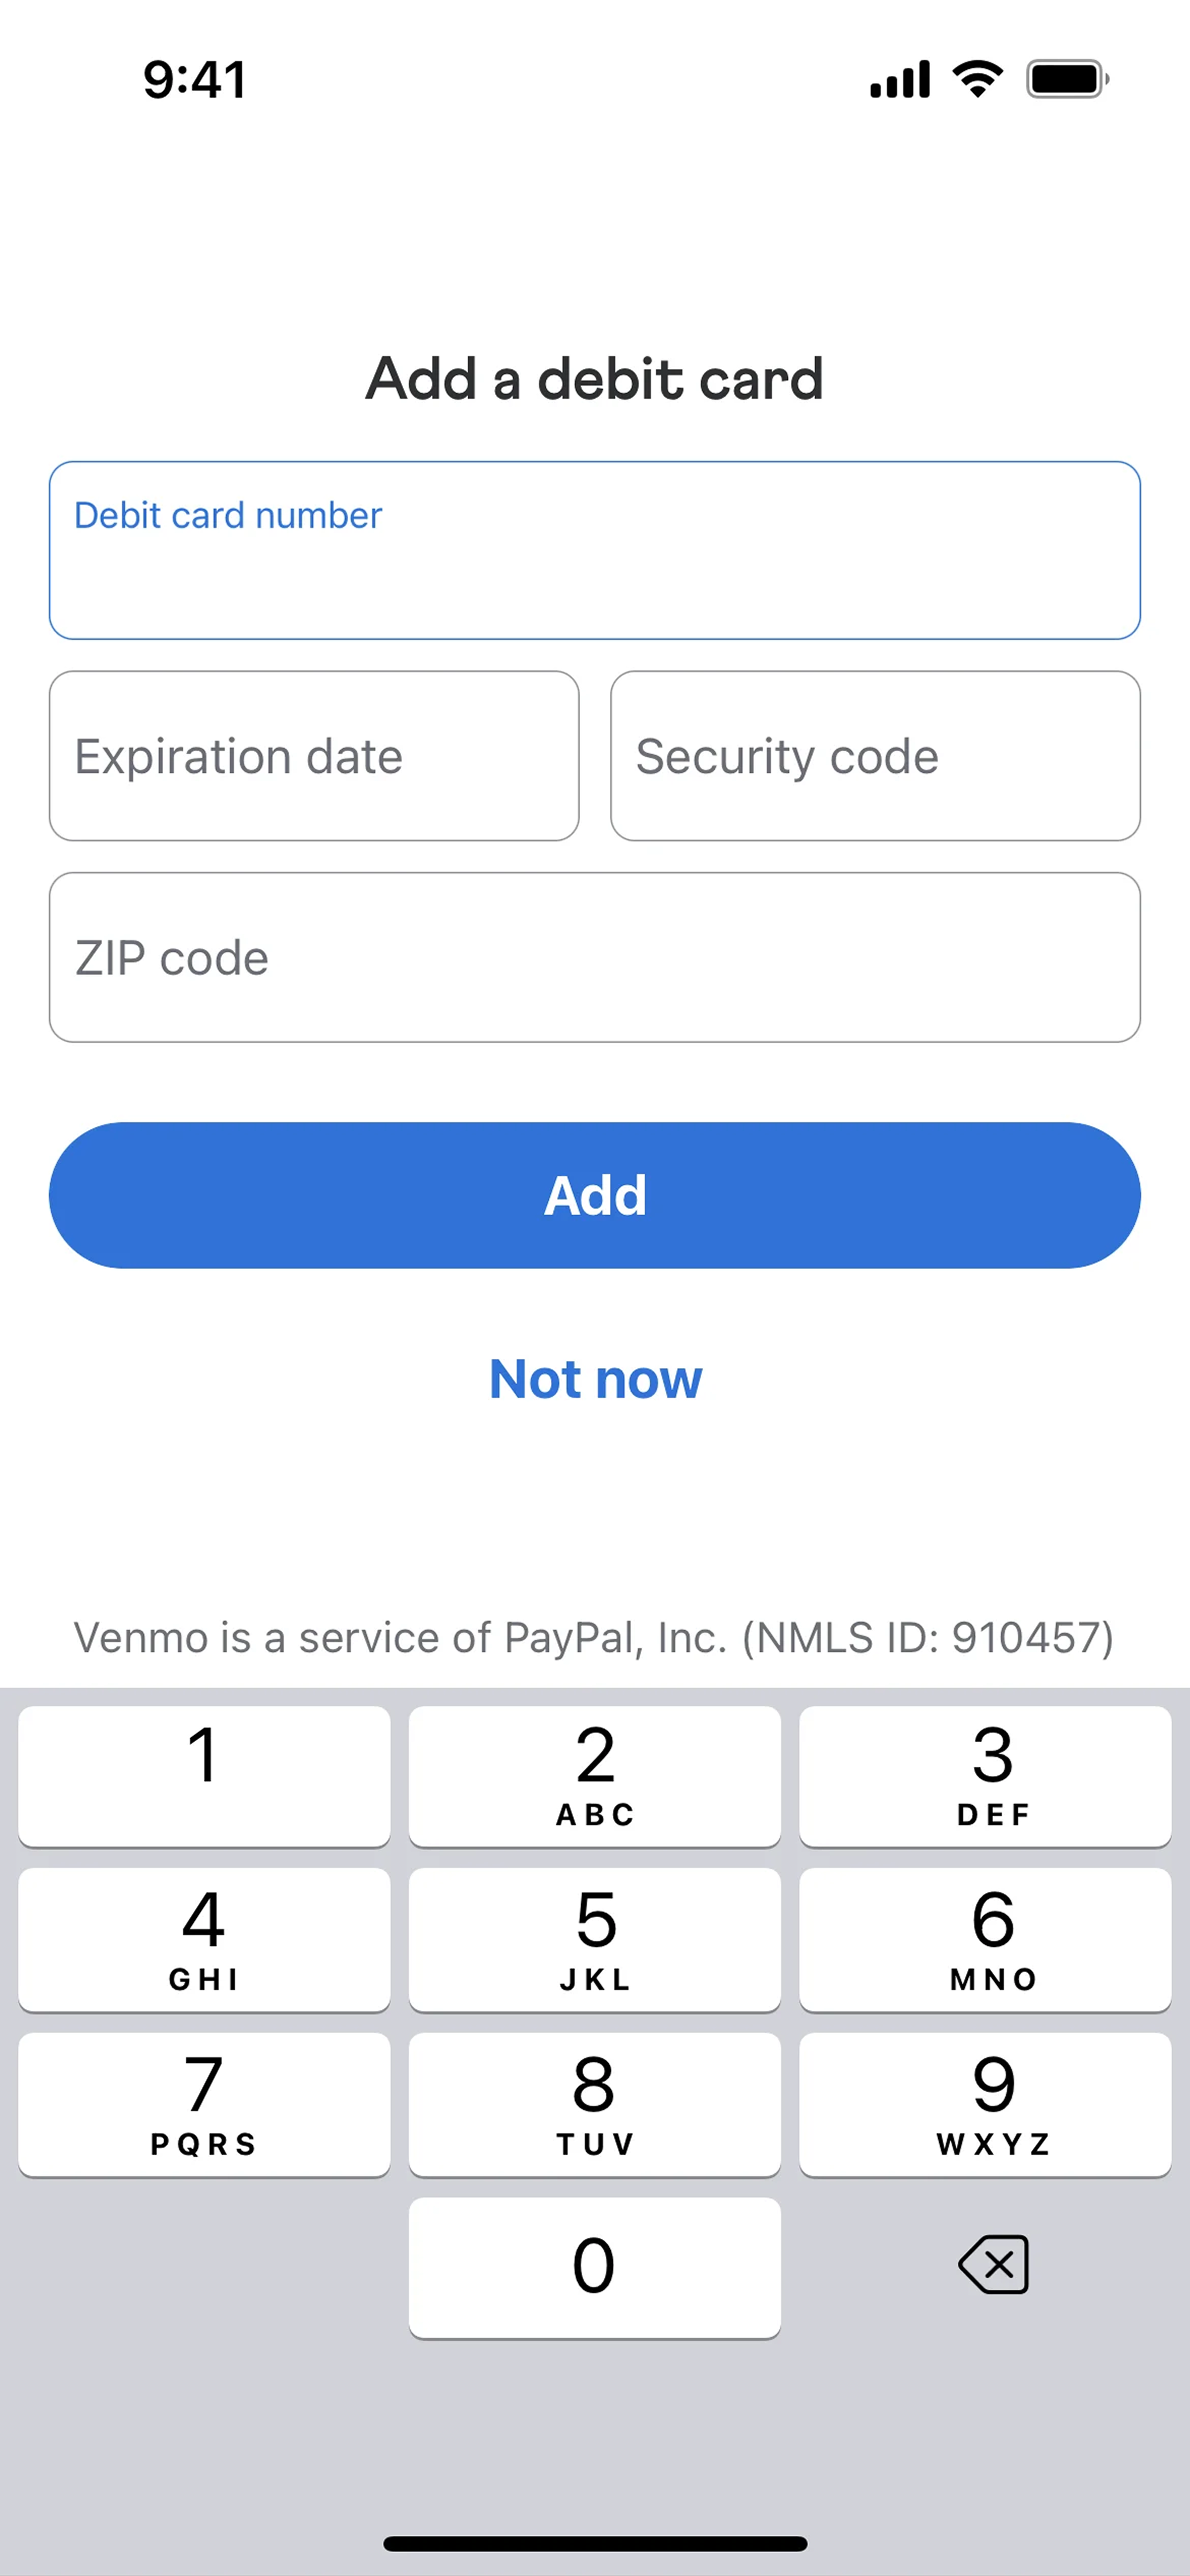 9:41
Add a debit card
Debit card number
Expiration date Security code
ZIP code
Add
Not now
Venmo is a service of PayPal, Inc. (NMLS ID: 910457)
1 2 3
ABC DEF
4 5 6
GHI JKL MNO
7 8 9
PQRS TUV WXYZ
0